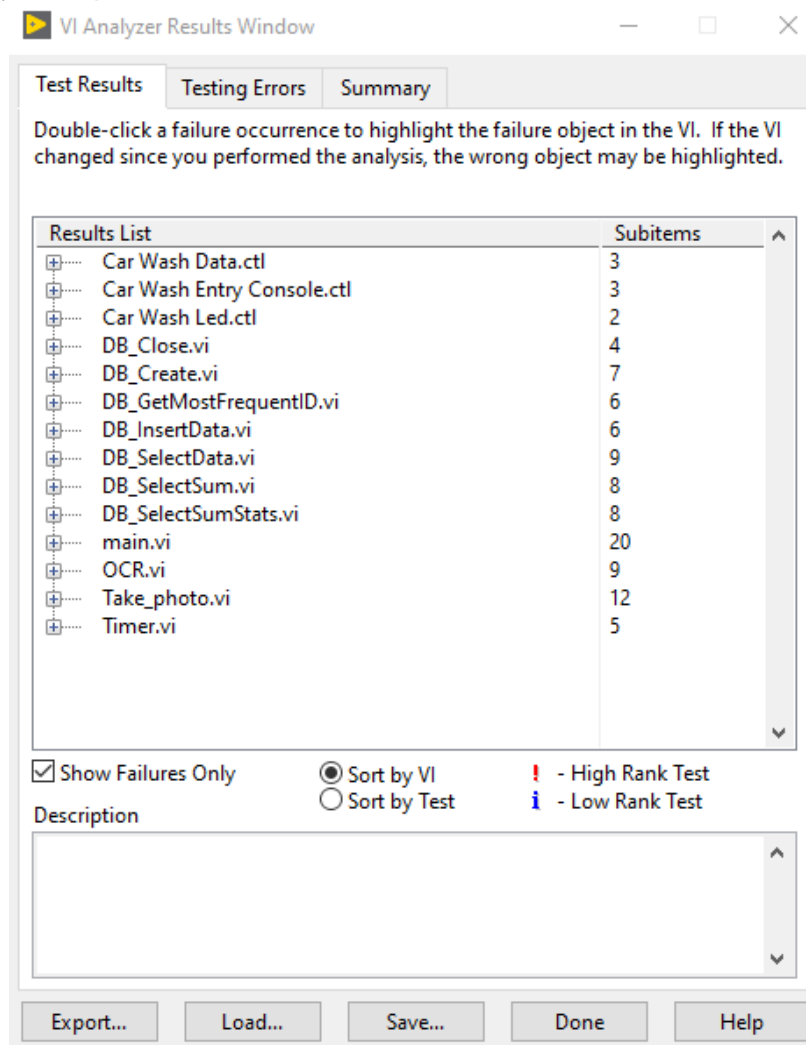 VI Analyzer Results Window
Test Results Testing Errors Summary
Double-click a failure occurrence to highlight the failure object in the VI. If the VI
changed since you performed the analysis, the wrong object may be highlighted.
Results List Subitems
Car Wash Data.ctl 3
Car Wash Entry Console.ctl 3
Car Wash Led.ctl 2
DB_Close.vi 4
DB_Create.vi 7
DB_GetMostFrequentID.vi 6
DB_InsertData.vi 6
DB_SelectData.vi 9
DB_SelectSum.vi 8
DB_SelectSumStats.vi 8
main.vi 20
OCR.vi 9
Take_photo.vi 12
Timer.vi 5
Show Failures Only Sort by VI ! - High Rank Test
Sort by Test i - Low Rank Test
Description
Export... Load... Save... Done Help